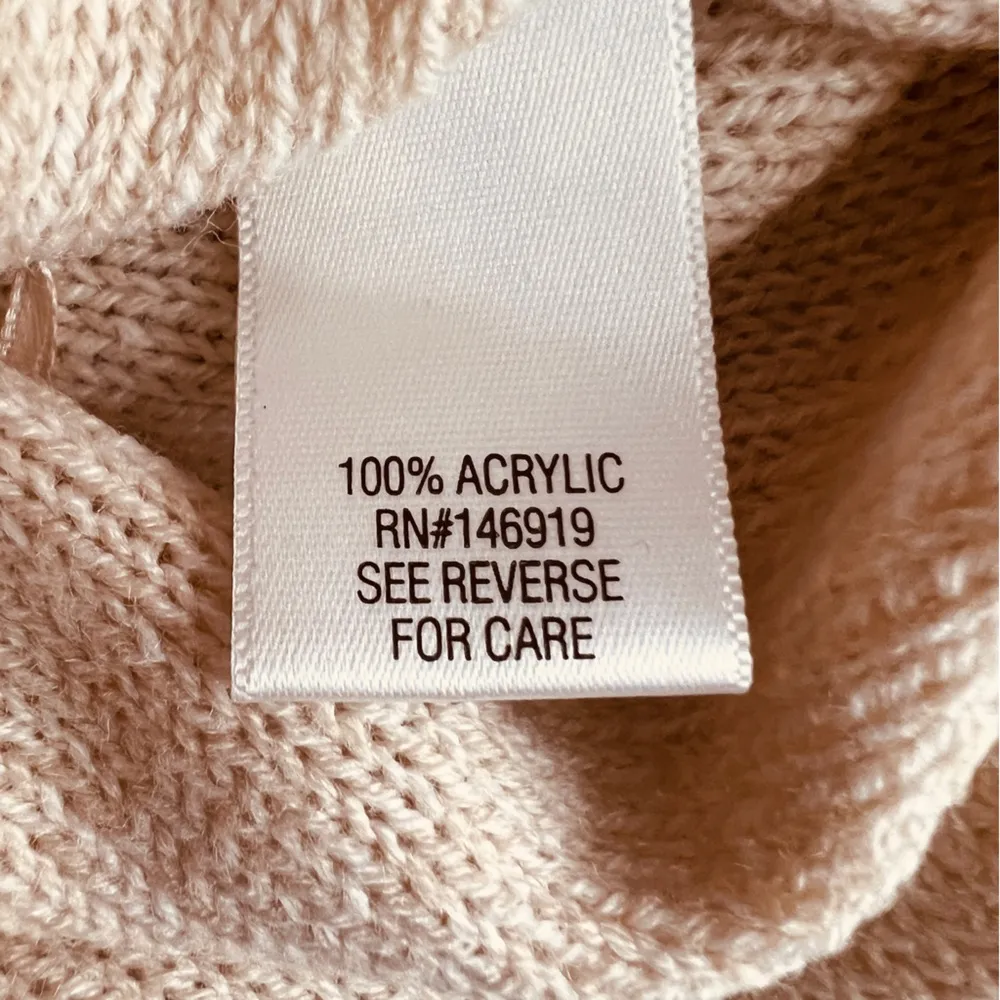 100% ACRYLIC
RN#146919
SEE REVERSE
FOR CARE